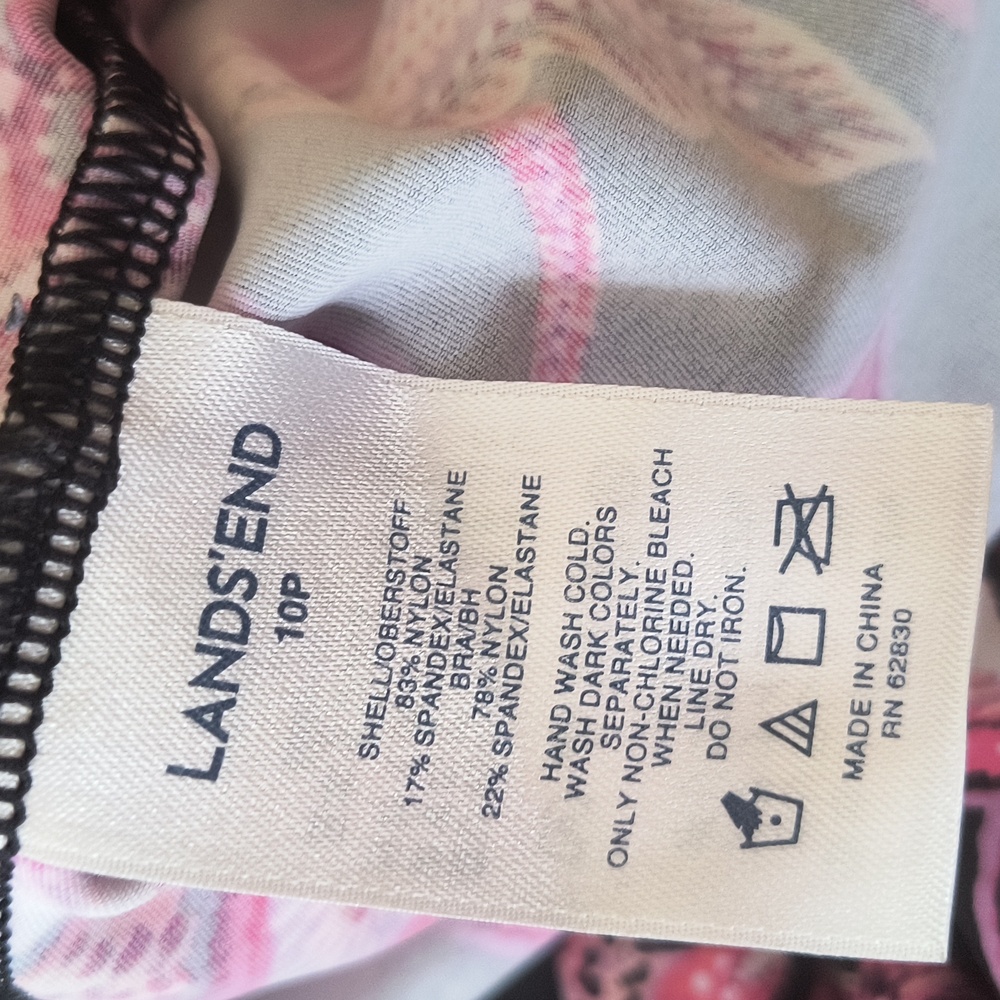 LANDS'END
10P
SHELL/OBERSTOFF
83% NYLON
17% SPANDEX/ELASTANE
BRA/BH
78% NYLON
22% SPANDEX/ELASTANE
HAND WASH COLD.
WASH DARK COLORS
SEPARATELY.
ONLY NON-CHLORINE BLEACH
WHEN NEEDED.
LINE DRY.
DO NOT IRON.
MADE IN CHINA
RN 62830